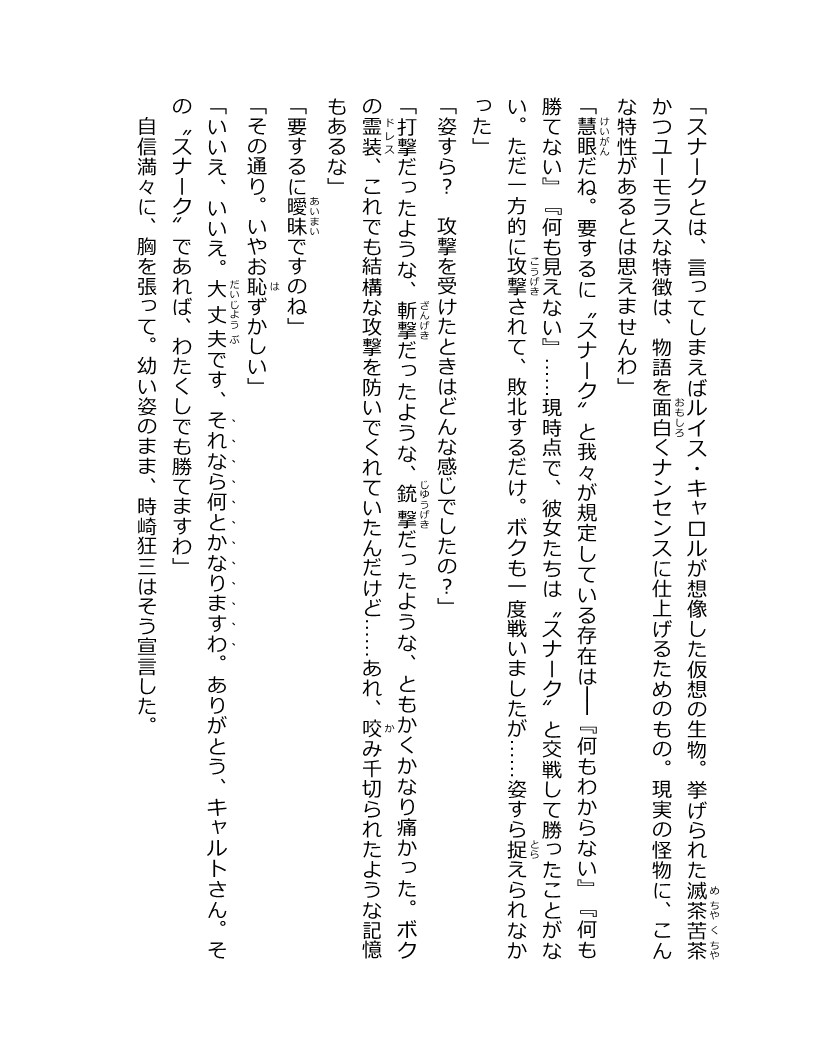 「スナークとは、言ってしまえばルイス・キャロルが想像した仮想の生物。挙げられた滅茶苦茶
かつユーモラスな特徴は、物語を面白くナンセンスに仕上げるためのもの。現実の怪物に、こん
な特性があるとは思えませんわ」
「慧眼だね。要するに〝スナーク〟と我々が規定している存在は――『何もわからない』『何も
勝てない』『何も見えない』……現時点で、彼女たちは〝スナーク〟と交戦して勝ったことがな
い。ただ一方的に攻撃されて、敗北するだけ。ボクも一度戦いましたが……姿すら捉えられなか
った」
「姿すら？　攻撃を受けたときはどんな感じでしたの？」
「打撃だったような、斬撃だったような、銃撃だったような、ともかくかなり痛かった。ボク
の霊装、これでも結構な攻撃を防いでくれていたんだけど……あれ、咬み千切られたような記憶
もあるな」
「要するに曖昧ですのね」
「その通り。いやお恥ずかしい」
「いいえ、いいえ。大丈夫です、それなら何とかなりますわ。ありがとう、キャルトさん。そ
の〝スナーク〟であれば、わたくしでも勝てますわ」
　自信満々に、胸を張って。幼い姿のまま、時崎狂三はそう宣言した。